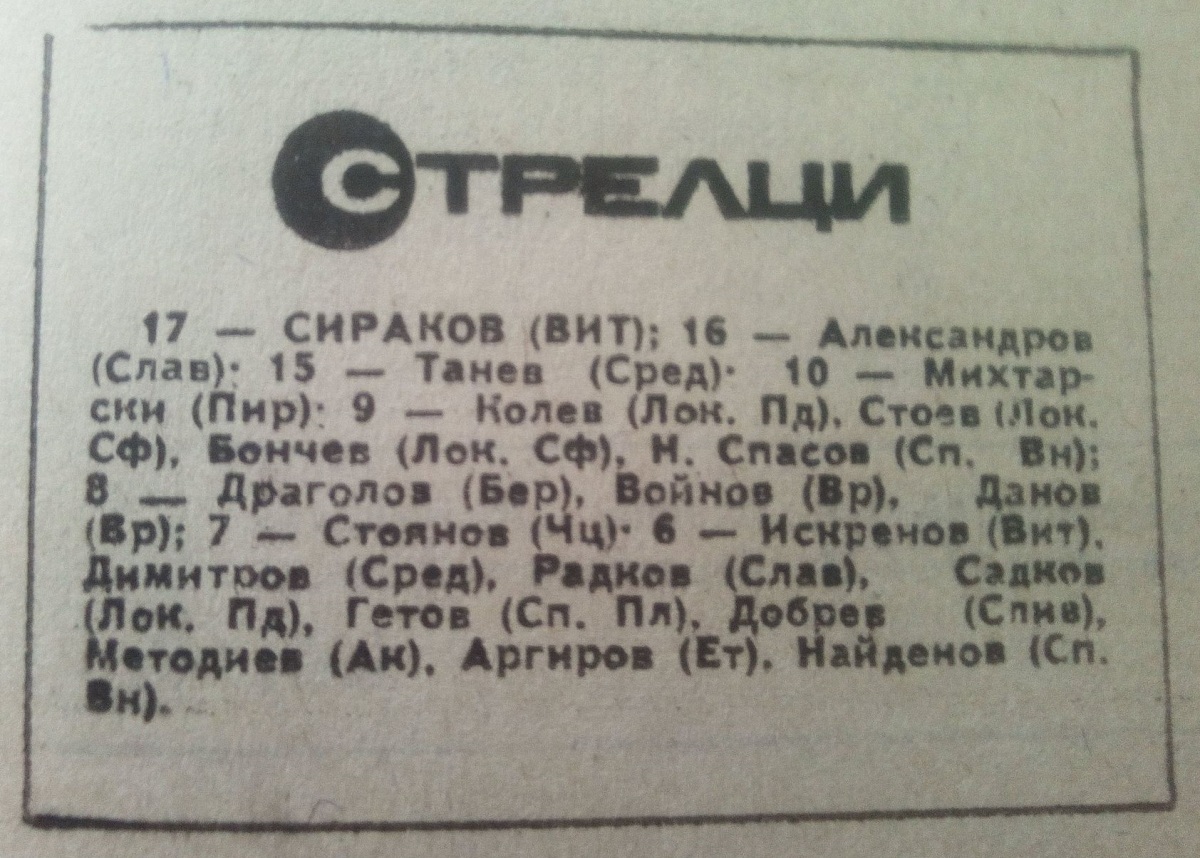 СТРЕЛЦИ
17 — СИРАКОВ (ВИТ); 16 — Александров
(Слав); 15 — Танев (Сред); 10 — Михтар-
ски (Пир); 9 — Колев (Лок. Пд), Стоев (Лок.
Сф), Бончев (Лок. Сф), Н. Спасов (Сп. Вн);
8 — Драголов (Бер), Войнов (Вр), Данов
(Вр); 7 — Стоянов (Чц); 6 — Искренов (Вит),
Димитров (Сред), Радков (Слав), Садков
(Лок. Пд), Гетов (Сп. Пл), Добрев (Слив),
Методиев (Ак), Аргиров (Ет), Найденов (Сп.
Вн).